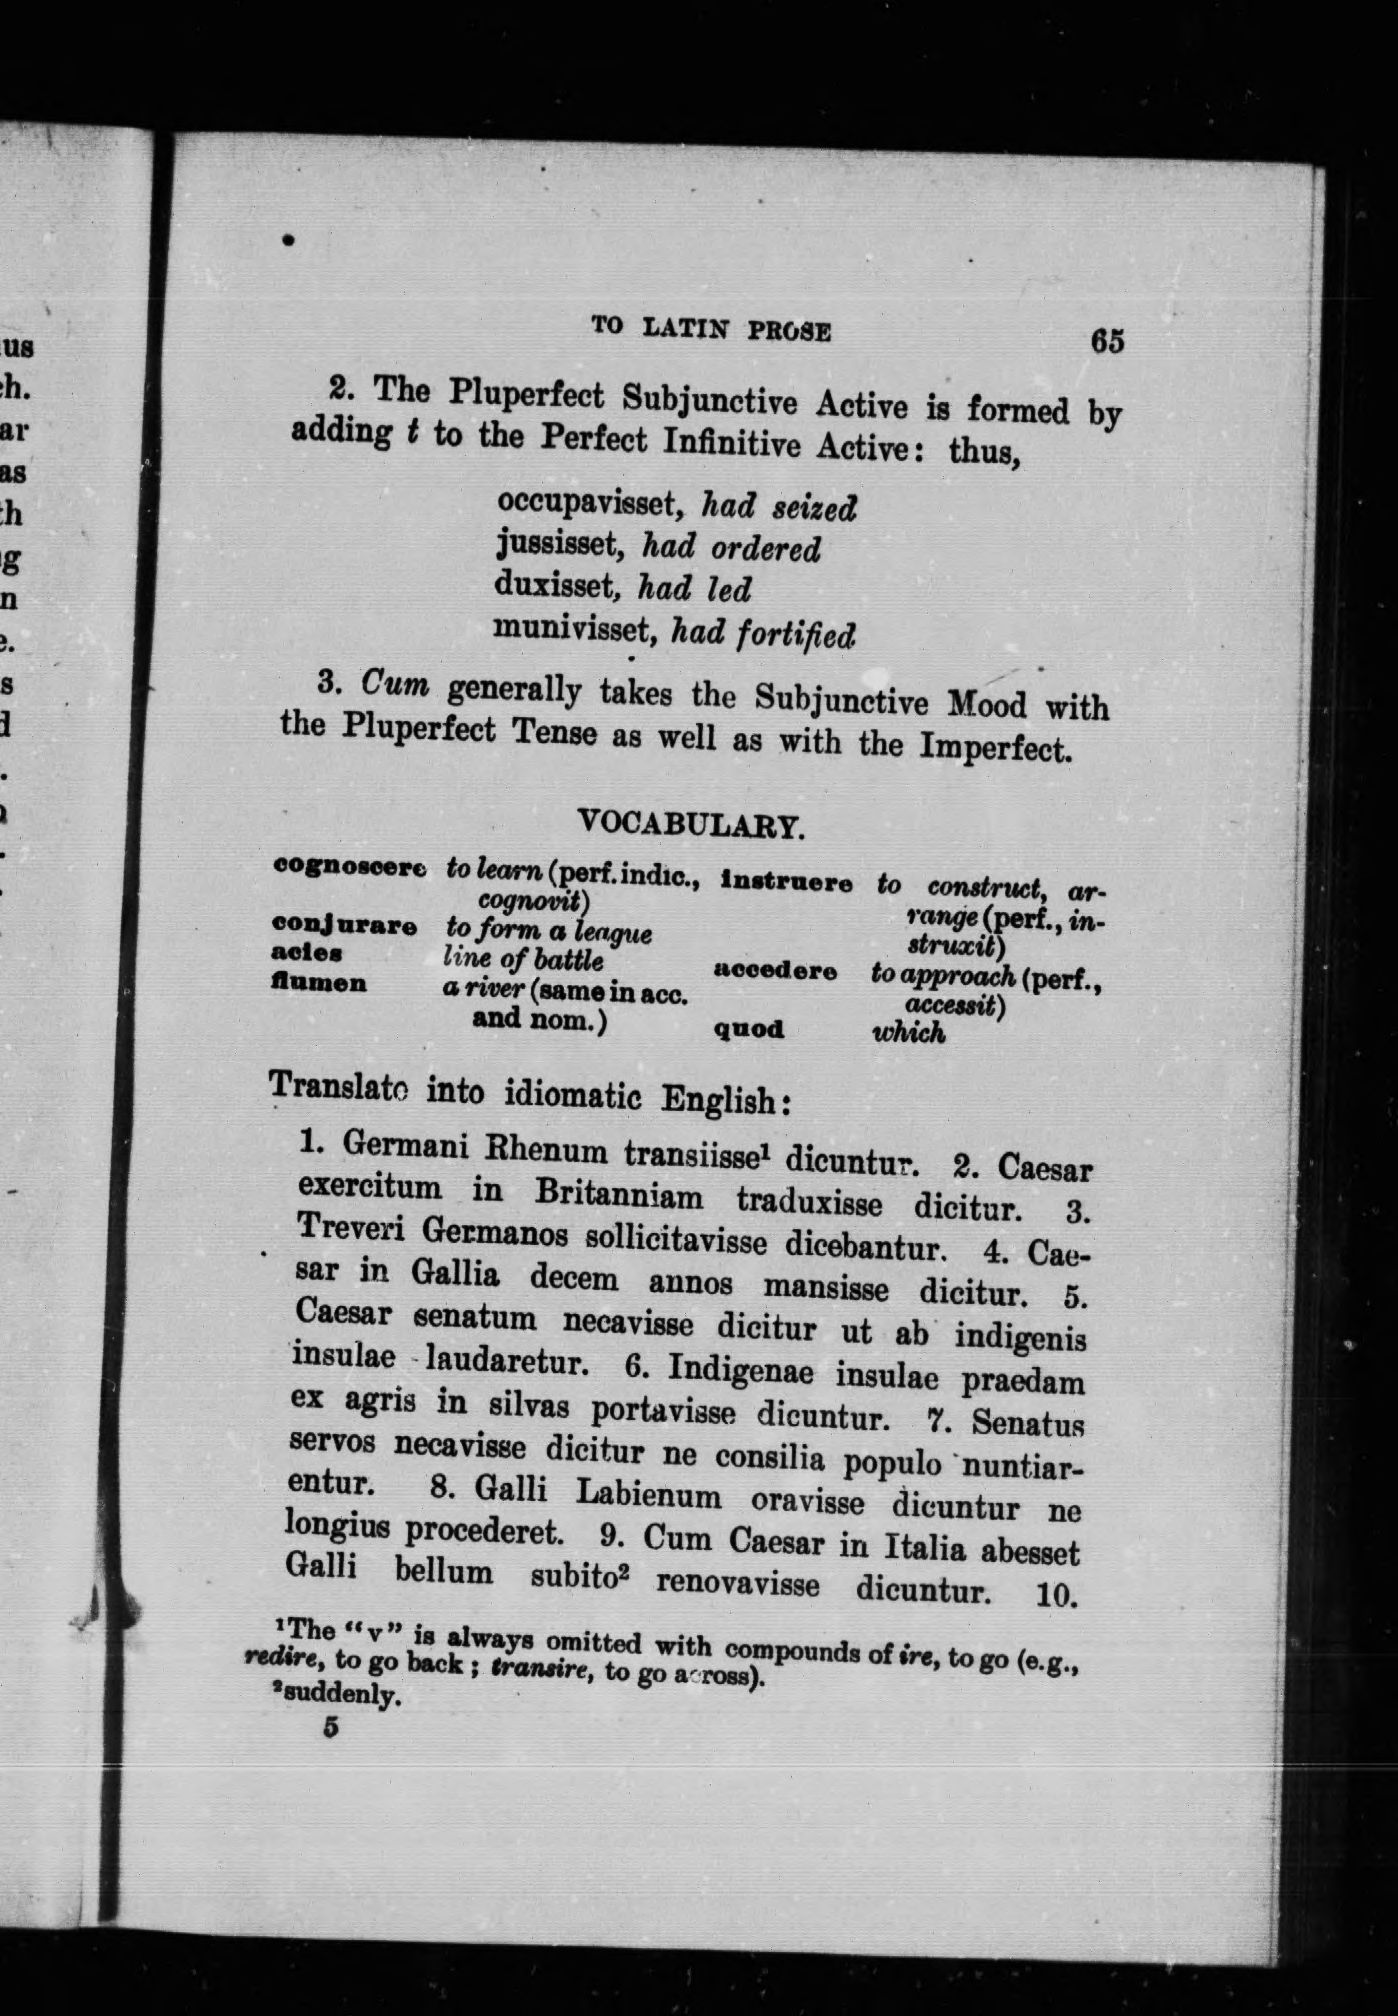 TO LATIN PROSE 65
2. The Pluperfect Subjunctive Active is formed by
adding t to the Perfect Infinitive Active: thus,
occupavisset, had seized
jussisset, had ordered
duxisset, had led
munivisset, had fortified
3. Cum generally takes the Subjunctive Mood with
the Pluperfect Tense as well as with the Imperfect.
VOCABULARY.
cognoscere to learn (perf. indic.,
cognovit)
conjurare to form a league
acies line of battle
flumen a river (same in acc.
and nom.)
instruere to construct, ar-
range (perf., in-
struxit)
accedere to approach (perf.,
accessit)
quod which
Translate into idiomatic English:
1. Germani Rhenum transiisse¹ dicuntur. 2. Caesar
exercitum in Britanniam traduxisse dicitur. 3.
Treveri Germanos sollicitavisse dicebantur. 4. Cae-
sar in Gallia decem annos mansisse dicitur. 5.
Caesar senatum necavisse dicitur ut ab indigenis
insulae laudaretur. 6. Indigenae insulae praedam
ex agris in silvas portavisse dicuntur. 7. Senatus
servos necavisse dicitur ne consilia populo nuntiar-
entur. 8. Galli Labienum oravisse dicuntur ne
longius procederet. 9. Cum Caesar in Italia abesset
Galli bellum subito² renovavisse dicuntur. 10.
¹The "v" is always omitted with compounds of ire, to go (e.g.,
redire, to go back; transire, to go across).
²suddenly.
5